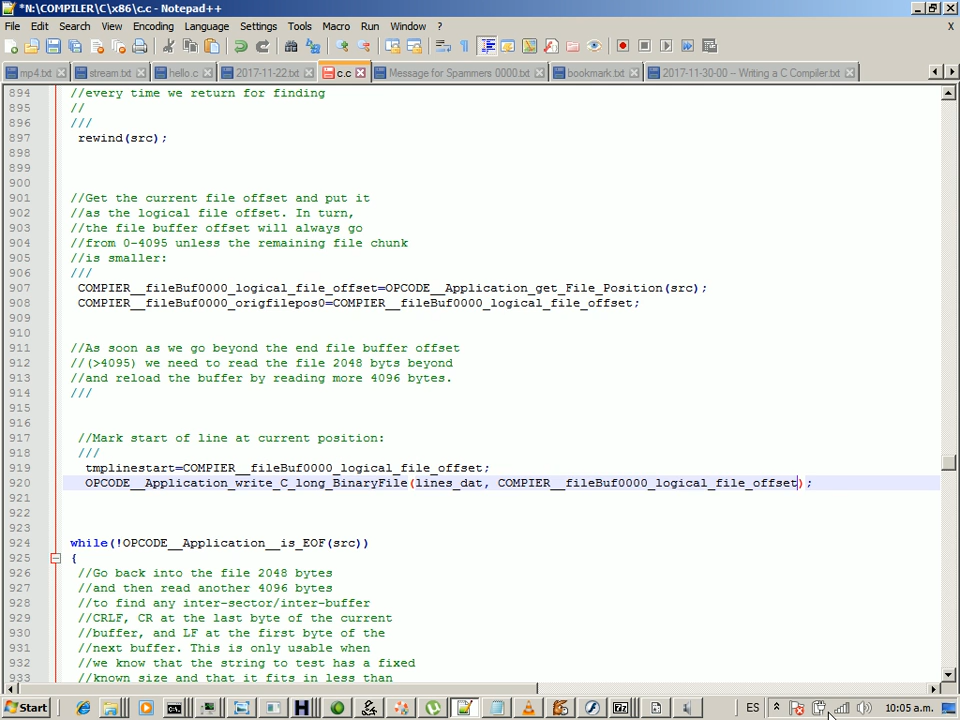 *N:\COMPILER\C\x86\c.c - Notepad++
File Edit Search View Encoding Language Settings Tools Macro Run Window ? X
mp4.txt stream.txt hello.c 2017-11-22.txt c.c Message for Spammers 0000.txt bookmark.txt 2017-11-30-00 – Writing a C Compiler.txt
894 //every time we return for finding
895 //
896 ///
897 rewind(src);
898
899
900
901 //Get the current file offset and put it
902 //as the logical file offset. In turn,
903 //the file buffer offset will always go
904 //from 0-4095 unless the remaining file chunk
905 //is smaller:
906 ///
907 COMPIER__fileBuf0000_logical_file_offset=OPCODE__Application_get_File_Position(src);
908 COMPIER__fileBuf0000_origfilepos0=COMPIER__fileBuf0000_logical_file_offset;
909
910
911 //As soon as we go beyond the end file buffer offset
912 //(>4095) we need to read the file 2048 byts beyond
913 //and reload the buffer by reading more 4096 bytes.
914 ///
915
916
917 //Mark start of line at current position:
918 ///
919 tmplinestart=COMPIER__fileBuf0000_logical_file_offset;
920 OPCODE__Application_write_C_long_BinaryFile(lines_dat, COMPIER__fileBuf0000_logical_file_offset);
921
922
923
924 while(!OPCODE__Application__is_EOF(src))
925 {
926 //Go back into the file 2048 bytes
927 //and then read another 4096 bytes
928 //to find any inter-sector/inter-buffer
929 //CRLF, CR at the last byte of the current
930 //buffer, and LF at the first byte of the
931 //next buffer. This is only usable when
932 //we know that the string to test has a fixed
933 //known size and that it fits in less than
Start ES 10:05 a.m.